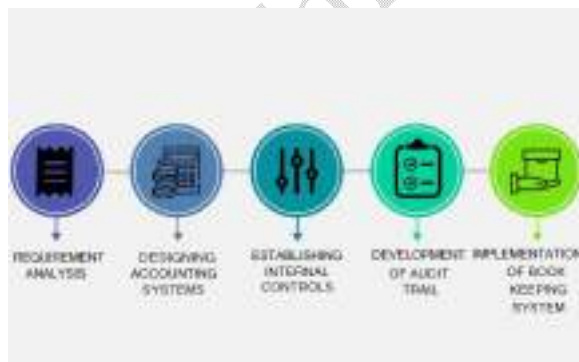 REQUIREMENT
ANALYSIS
DESIGNING
ACCOUNTING
SYSTEMS
ESTABLISHING
INTERNAL
CONTROLS
DEVELOPMENT
OF AUDIT
TRAIL
IMPLEMENTATION
OF BOOK
KEEPING
SYSTEM